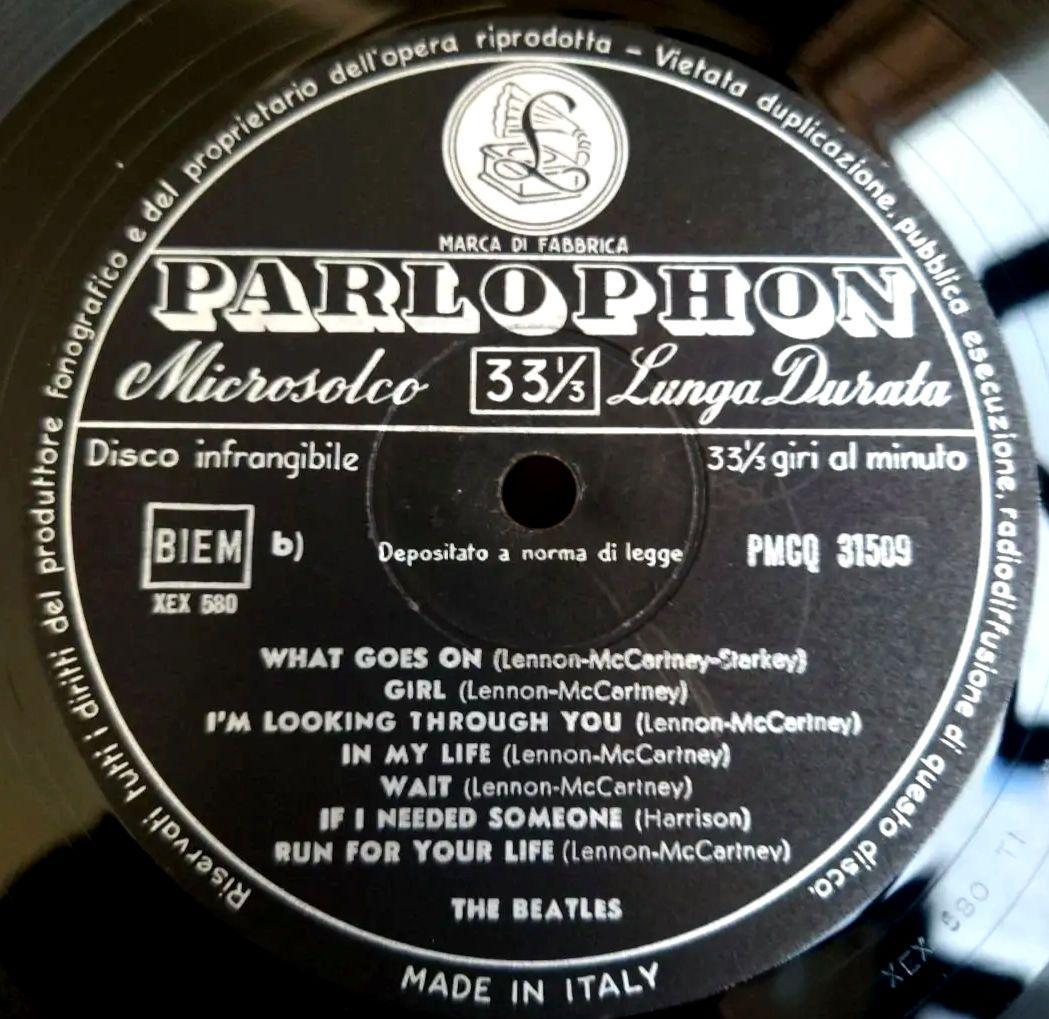 Riservati tutti i diritti del produttore fonografico e del proprietario dell'opera riprodotta – Vietata duplicazione, pubblica esecuzione, radiodiffusione di questo disco.
£
MARCA DI FABBRICA
PARLOPHON
Microsolco 33⅓ Lunga Durata
Disco infrangibile 33⅓ giri al minuto
BIEM b) Depositato a norma di legge PMCQ 31509
XEX 580
WHAT GOES ON (Lennon-McCartney-Starkey)
GIRL (Lennon-McCartney)
I'M LOOKING THROUGH YOU (Lennon-McCartney)
IN MY LIFE (Lennon-McCartney)
WAIT (Lennon-McCartney)
IF I NEEDED SOMEONE (Harrison)
RUN FOR YOUR LIFE (Lennon-McCartney)
THE BEATLES
MADE IN ITALY
XEX 580 T1